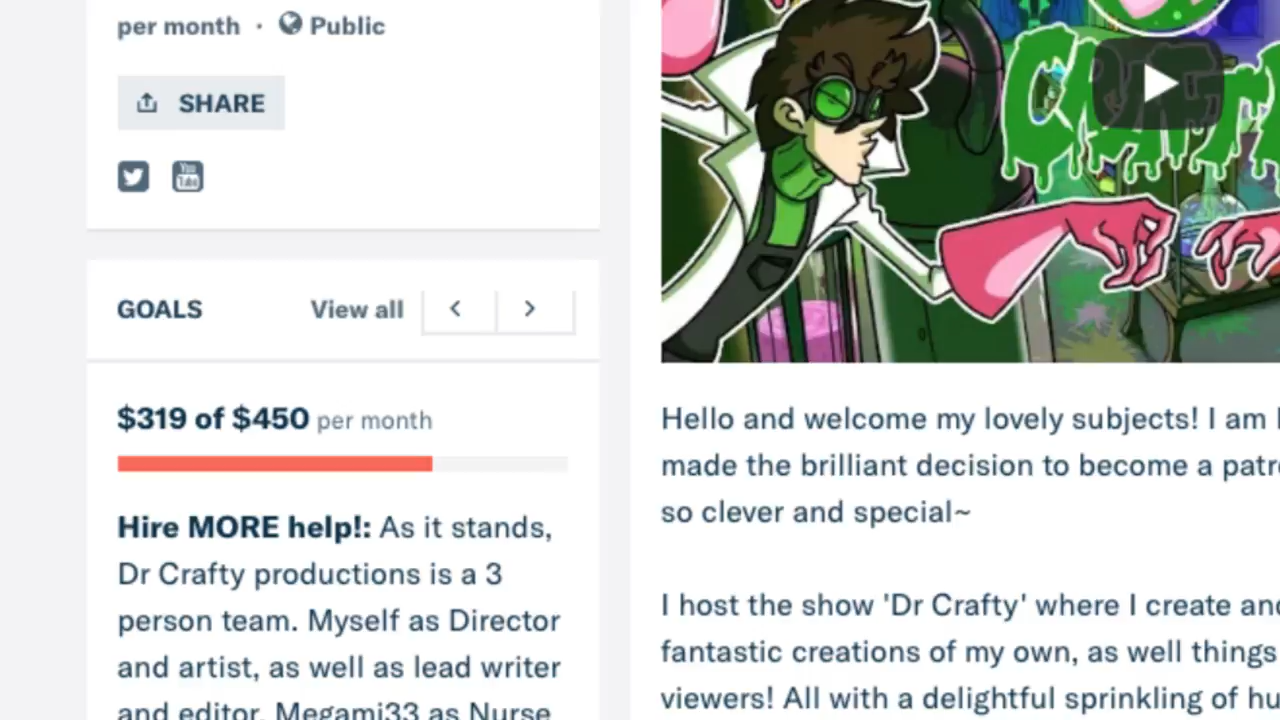 per month · Public
SHARE
You
Tube
GOALS
View all
$319 of $450 per month
Hire MORE help!: As it stands,
Dr Crafty productions is a 3
person team. Myself as Director
and artist, as well as lead writer
and editor. Megami33 as Nurse
Hello and welcome my lovely subjects! I am
made the brilliant decision to become a
so clever and special~
I host the show 'Dr Crafty' where I create
fantastic creations of my own, as well things
viewers! All with a delightful sprinkling of